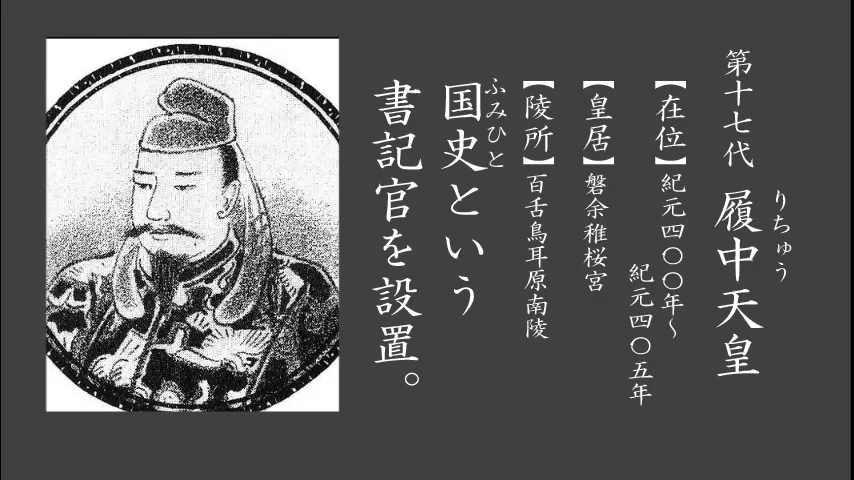 第十七代 履中天皇
りちゅう
【在位】紀元四〇〇年～
紀元四〇五年
【皇居】磐余稚桜宮
【陵所】百舌鳥耳原南陵
ふみひと
国史という
書記官を設置。